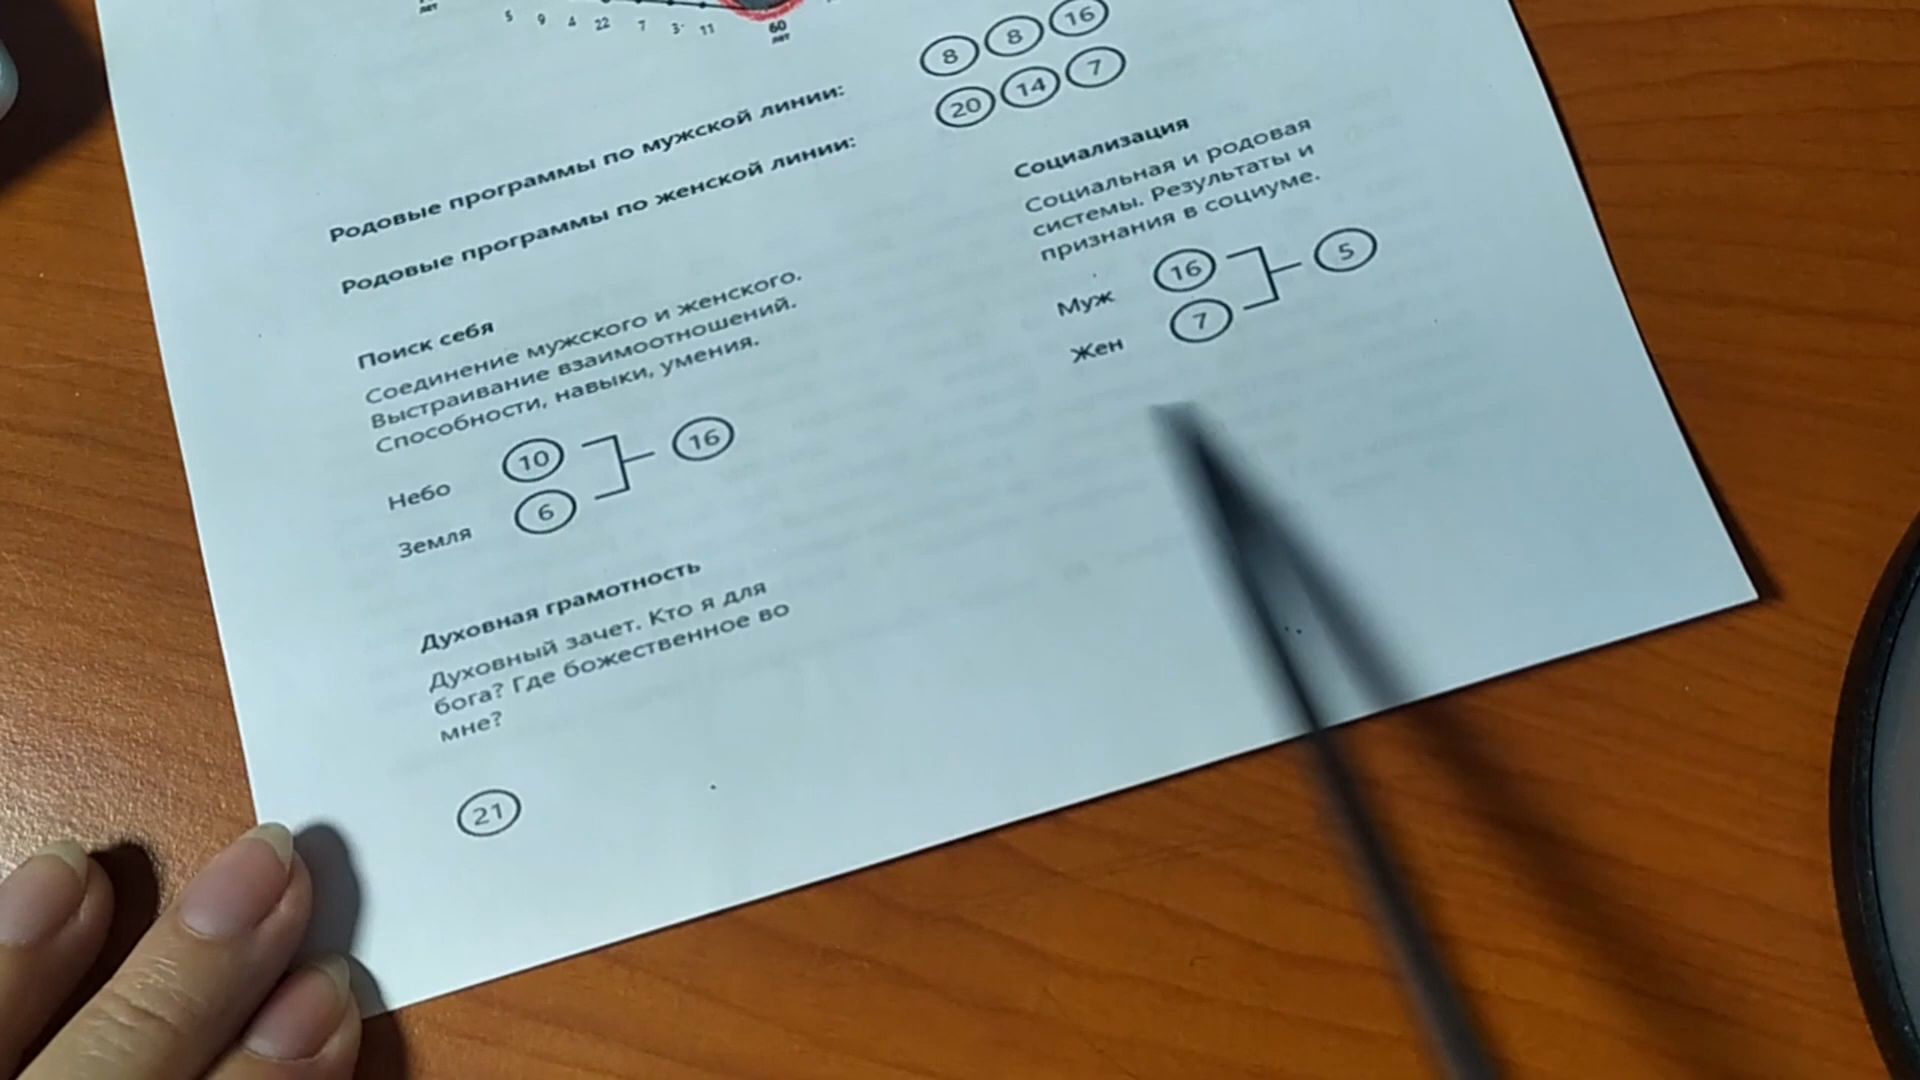 лет
5 9 4 22 7 3 11 60
лет
Родовые программы по мужской линии: 8 8 16
Родовые программы по женской линии: 20 14 7
Поиск себя
Соединение мужского и женского.
Выстраивание взаимоотношений.
Способности, навыки, умения.
Небо 10
16
Земля 6
Социализация
Социальная и родовая
системы. Результаты и
признания в социуме.
Муж 16
5
Жен 7
Духовная грамотность
Духовный зачет. Кто я для
бога? Где божественное во
мне?
21